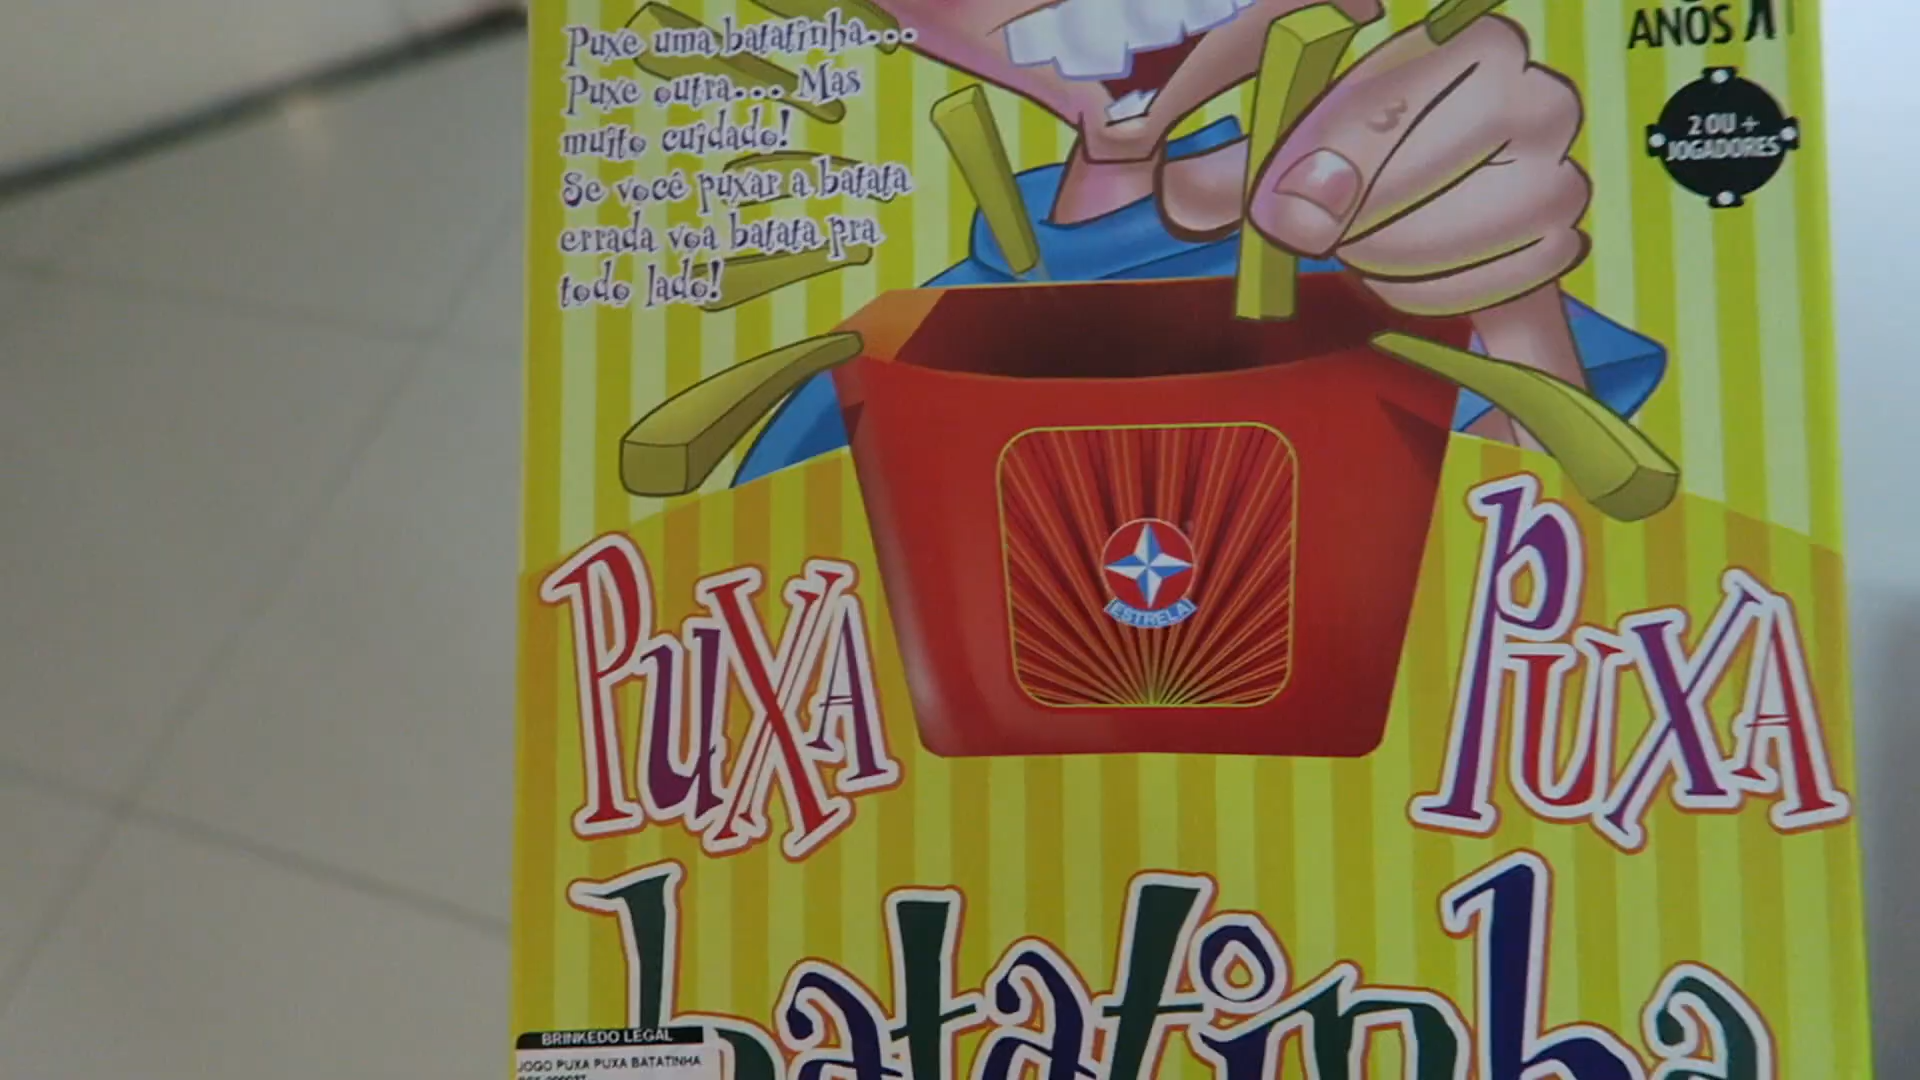 Puxe uma batatinha...
Puxe outra... Mas
muito cuidado!
Se você puxar a batata
errada voa batata pra
todo lado!
ANOS
2 OU +
JOGADORES
ESTRELA
PUXA
PUXA
batatinha
BRINKEDO LEGAL
JOGO PUXA PUXA BATATINHA